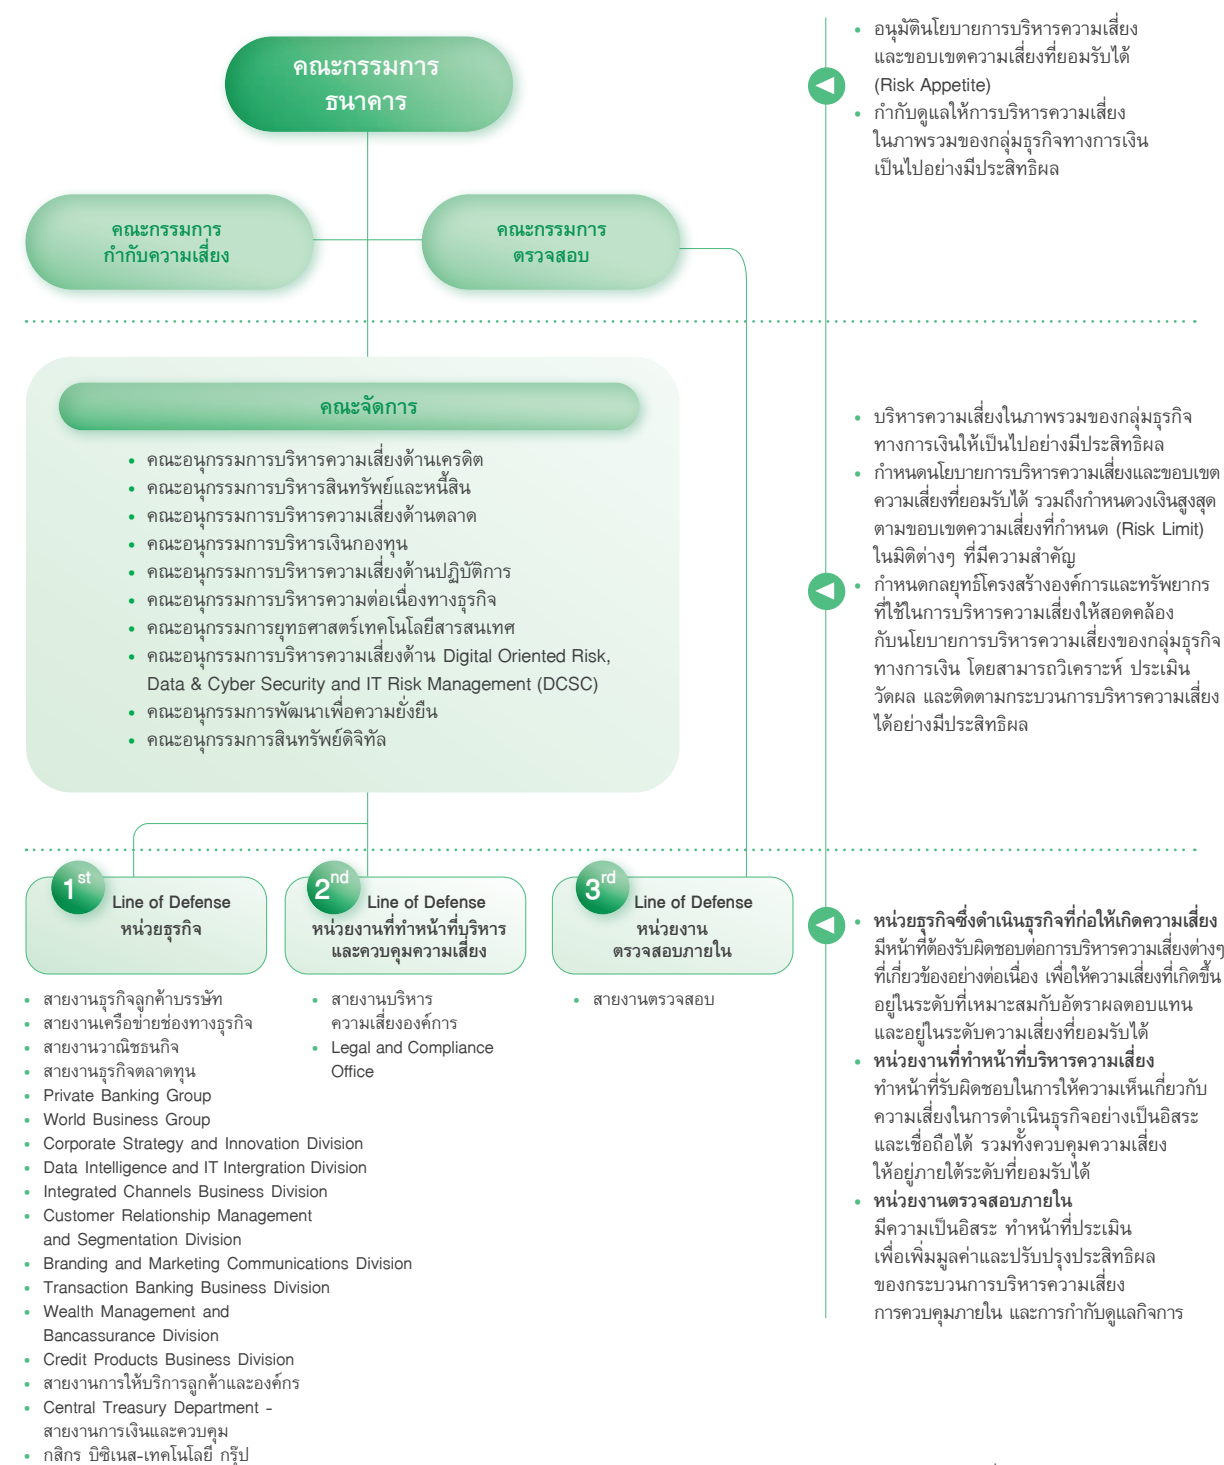 คณะกรรมการ
ธนาคาร
• อนุมัตินโยบายการบริหารความเสี่ยง
และขอบเขตความเสี่ยงที่ยอมรับได้
(Risk Appetite)
• กำกับดูแลให้การบริหารความเสี่ยง
ในภาพรวมของกลุ่มธุรกิจทางการเงิน
เป็นไปอย่างมีประสิทธิผล
คณะกรรมการ
กำกับความเสี่ยง
คณะกรรมการ
ตรวจสอบ
คณะจัดการ
• คณะอนุกรรมการบริหารความเสี่ยงด้านเครดิต
• คณะอนุกรรมการบริหารสินทรัพย์และหนี้สิน
• คณะอนุกรรมการบริหารความเสี่ยงด้านตลาด
• คณะอนุกรรมการบริหารเงินกองทุน
• คณะอนุกรรมการบริหารความเสี่ยงด้านปฏิบัติการ
• คณะอนุกรรมการบริหารความต่อเนื่องทางธุรกิจ
• คณะอนุกรรมการยุทธศาสตร์เทคโนโลยีสารสนเทศ
• คณะอนุกรรมการบริหารความเสี่ยงด้าน Digital Oriented Risk,
Data & Cyber Security and IT Risk Management (DCSC)
• คณะอนุกรรมการพัฒนาเพื่อความยั่งยืน
• คณะอนุกรรมการสินทรัพย์ดิจิทัล
• บริหารความเสี่ยงในภาพรวมของกลุ่มธุรกิจ
ทางการเงินให้เป็นไปอย่างมีประสิทธิผล
• กำหนดนโยบายการบริหารความเสี่ยงและขอบเขต
ความเสี่ยงที่ยอมรับได้ รวมถึงกำหนดวงเงินสูงสุด
ตามขอบเขตความเสี่ยงที่กำหนด (Risk Limit)
ในมิติต่างๆ ที่มีความสำคัญ
• กำหนดกลยุทธ์โครงสร้างองค์การและทรัพยากร
ที่ใช้ในการบริหารความเสี่ยงให้สอดคล้อง
กับนโยบายการบริหารความเสี่ยงของกลุ่มธุรกิจ
ทางการเงิน โดยสามารถวิเคราะห์ ประเมิน
วัดผล และติดตามกระบวนการบริหารความเสี่ยง
ได้อย่างมีประสิทธิผล
1st
Line of Defense
หน่วยธุรกิจ
2nd
Line of Defense
หน่วยงานที่ทำหน้าที่บริหาร
และควบคุมความเสี่ยง
3rd
Line of Defense
หน่วยงาน
ตรวจสอบภายใน
• สายงานธุรกิจลูกค้าบรรษัท
• สายงานเครือข่ายช่องทางธุรกิจ
• สายงานวาณิชธนกิจ
• สายงานธุรกิจตลาดทุน
• Private Banking Group
• World Business Group
• Corporate Strategy and Innovation Division
• Data Intelligence and IT Intergration Division
• Integrated Channels Business Division
• Customer Relationship Management
and Segmentation Division
• Branding and Marketing Communications Division
• Transaction Banking Business Division
• Wealth Management and
Bancassurance Division
• Credit Products Business Division
• สายงานการให้บริการลูกค้าและองค์กร
• Central Treasury Department -
สายงานการเงินและควบคุม
• กสิกร บิซิเนส-เทคโนโลยี กรุ๊ป
• สายงานบริหาร
ความเสี่ยงองค์การ
• Legal and Compliance
Office
• สายงานตรวจสอบ
• หน่วยธุรกิจซึ่งดำเนินธุรกิจที่ก่อให้เกิดความเสี่ยง
มีหน้าที่ต้องรับผิดชอบต่อการบริหารความเสี่ยงต่างๆ
ที่เกี่ยวข้องอย่างต่อเนื่อง เพื่อให้ความเสี่ยงที่เกิดขึ้น
อยู่ในระดับที่เหมาะสมกับอัตราผลตอบแทน
และอยู่ในระดับความเสี่ยงที่ยอมรับได้
• หน่วยงานที่ทำหน้าที่บริหารความเสี่ยง
ทำหน้าที่รับผิดชอบในการให้ความเห็นเกี่ยวกับ
ความเสี่ยงในการดำเนินธุรกิจอย่างเป็นอิสระ
และเชื่อถือได้ รวมทั้งควบคุมความเสี่ยง
ให้อยู่ภายใต้ระดับที่ยอมรับได้
• หน่วยงานตรวจสอบภายใน
มีความเป็นอิสระ ทำหน้าที่ประเมิน
เพื่อเพิ่มมูลค่าและปรับปรุงประสิทธิผล
ของกระบวนการบริหารความเสี่ยง
การควบคุมภายใน และการกำกับดูแลกิจการ